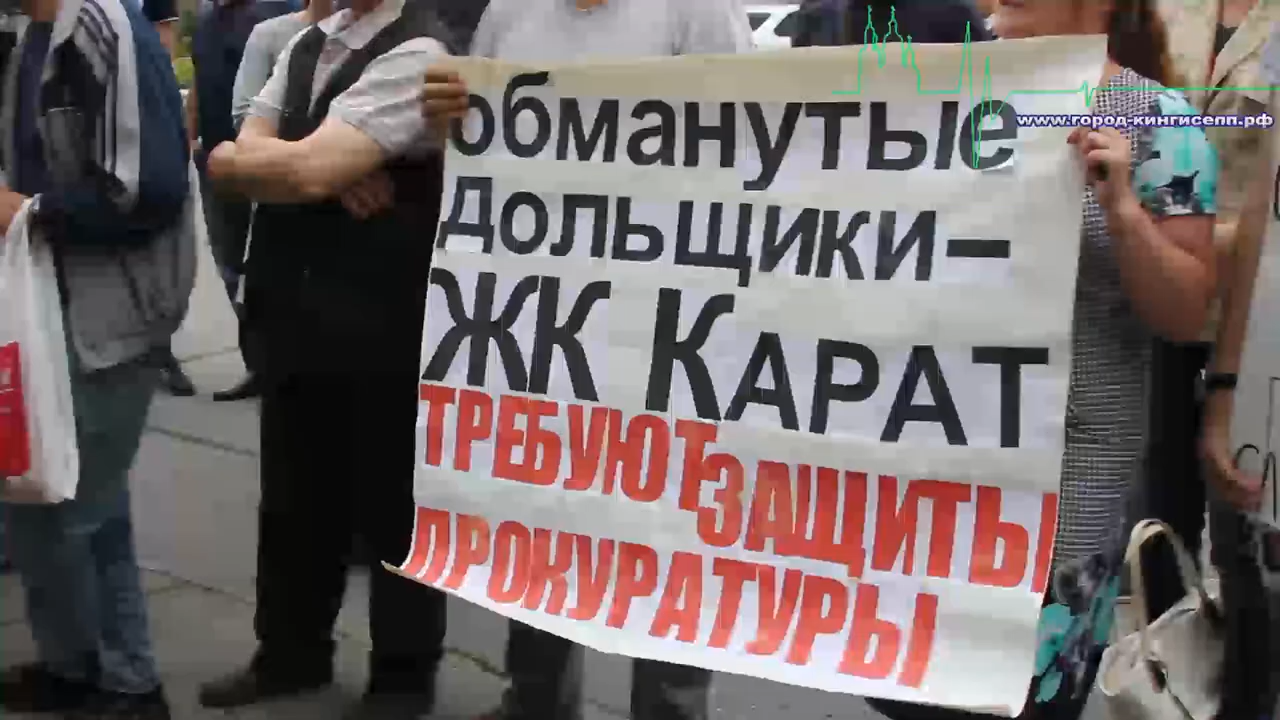 www.город-кингисепп.рф
обманутые
дольщики–
ЖК Карат
ТРЕБУЮТ ЗАЩИТЫ
ПРОКУРАТУРЫ